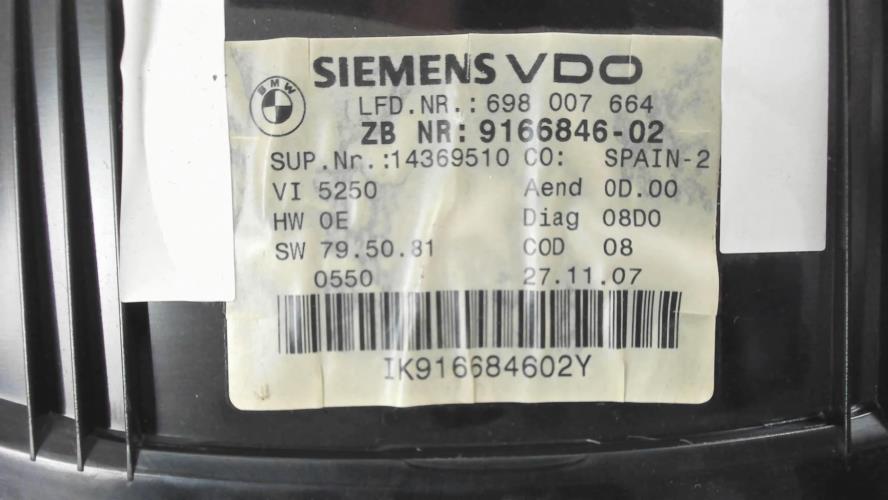 SIEMENS VDO
BMW
LFD.NR.: 698 007 664
ZB NR: 9166846-02
SUP.Nr.: 14369510 CO: SPAIN-2
VI 5250 Aend 0D.00
HW 0E Diag 08D0
SW 79.50.81 COD 08
0550 27.11.07
IK916684602Y